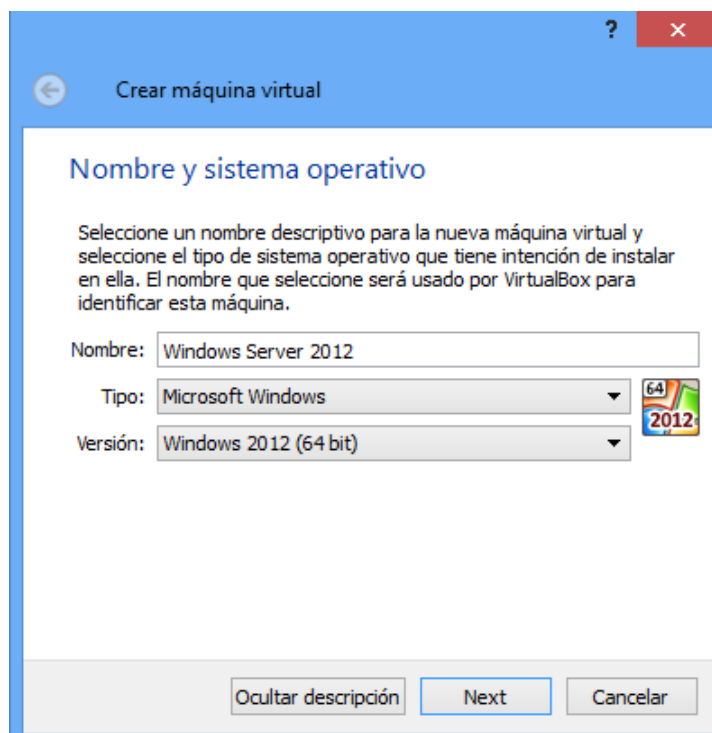 ?
Crear máquina virtual
Nombre y sistema operativo
Seleccione un nombre descriptivo para la nueva máquina virtual y
seleccione el tipo de sistema operativo que tiene intención de instalar
en ella. El nombre que seleccione será usado por VirtualBox para
identificar esta máquina.
Nombre: Windows Server 2012
Tipo: Microsoft Windows
64
2012
Versión: Windows 2012 (64 bit)
Ocultar descripción Next Cancelar